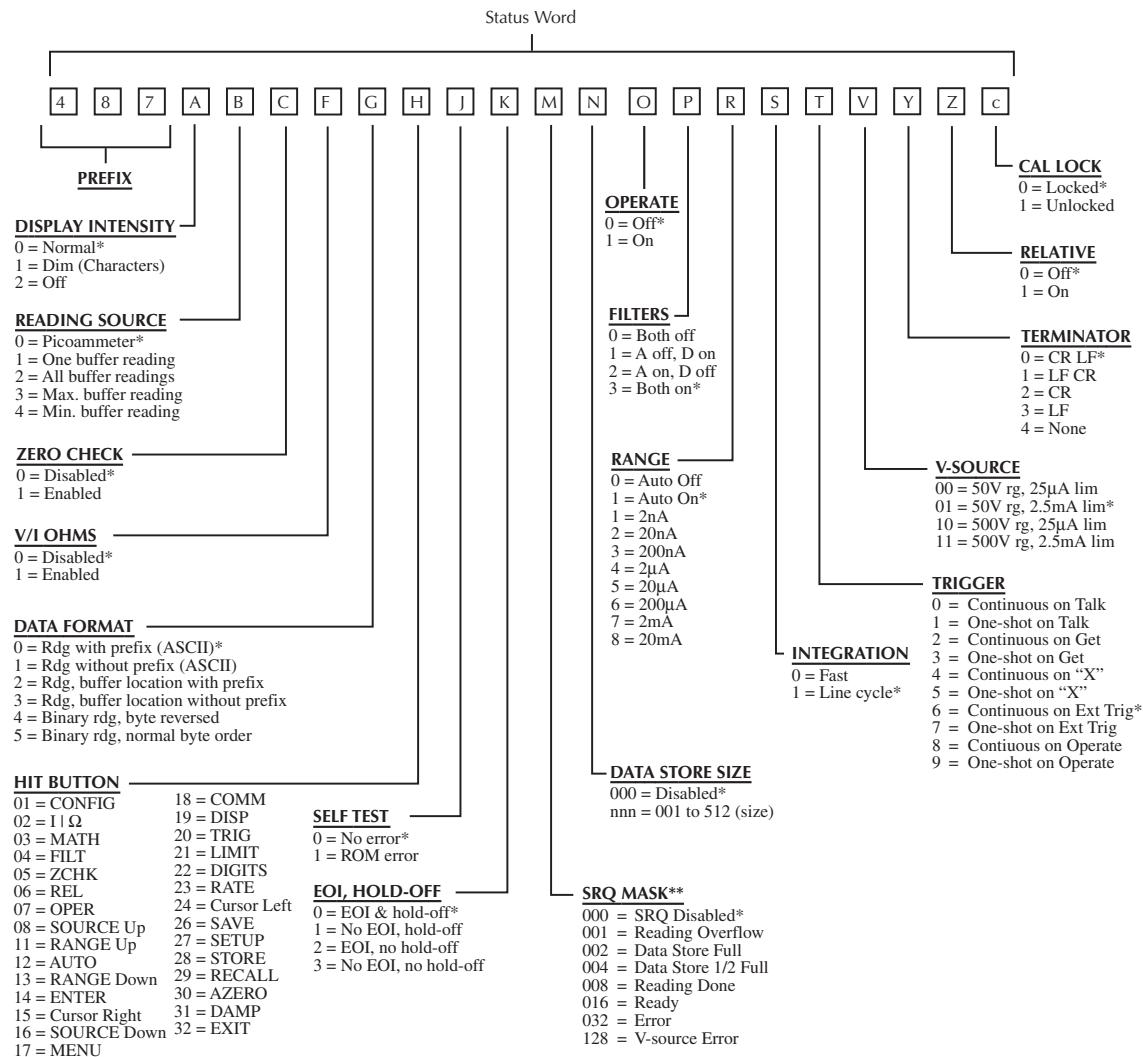 Status Word
4 8 7 A B C F G H J K M N O P R S T V Y Z c
PREFIX
DISPLAY INTENSITY
0 = Normal*
1 = Dim (Characters)
2 = Off
READING SOURCE
0 = Picoammeter*
1 = One buffer reading
2 = All buffer readings
3 = Max. buffer reading
4 = Min. buffer reading
ZERO CHECK
0 = Disabled*
1 = Enabled
V/I OHMS
0 = Disabled*
1 = Enabled
DATA FORMAT
0 = Rdg with prefix (ASCII)*
1 = Rdg without prefix (ASCII)
2 = Rdg, buffer location with prefix
3 = Rdg, buffer location without prefix
4 = Binary rdg, byte reversed
5 = Binary rdg, normal byte order
HIT BUTTON
01 = CONFIG
02 = I | Ω
03 = MATH
04 = FILT
05 = ZCHK
06 = REL
07 = OPER
08 = SOURCE Up
11 = RANGE Up
12 = AUTO
13 = RANGE Down
14 = ENTER
15 = Cursor Right
16 = SOURCE Down
17 = MENU
18 = COMM
19 = DISP
20 = TRIG
21 = LIMIT
22 = DIGITS
23 = RATE
24 = Cursor Left
26 = SAVE
27 = SETUP
28 = STORE
29 = RECALL
30 = AZERO
31 = DAMP
32 = EXIT
SELF TEST
0 = No error*
1 = ROM error
EOI, HOLD-OFF
0 = EOI & hold-off*
1 = No EOI, hold-off
2 = EOI, no hold-off
3 = No EOI, no hold-off
SRQ MASK**
000 = SRQ Disabled*
001 = Reading Overflow
002 = Data Store Full
004 = Data Store 1/2 Full
008 = Reading Done
016 = Ready
032 = Error
128 = V-source Error
DATA STORE SIZE
000 = Disabled*
nnn = 001 to 512 (size)
OPERATE
0 = Off*
1 = On
FILTERS
0 = Both off
1 = A off, D on
2 = A on, D off
3 = Both on*
RANGE
0 = Auto Off
1 = Auto On*
1 = 2nA
2 = 20nA
3 = 200nA
4 = 2µA
5 = 20µA
6 = 200µA
7 = 2mA
8 = 20mA
INTEGRATION
0 = Fast
1 = Line cycle*
TRIGGER
0 = Continuous on Talk
1 = One-shot on Talk
2 = Continuous on Get
3 = One-shot on Get
4 = Continuous on “X”
5 = One-shot on “X”
6 = Continuous on Ext Trig*
7 = One-shot on Ext Trig
8 = Contiuous on Operate
9 = One-shot on Operate
V-SOURCE
00 = 50V rg, 25µA lim
01 = 50V rg, 2.5mA lim*
10 = 500V rg, 25µA lim
11 = 500V rg, 2.5mA lim
TERMINATOR
0 = CR LF*
1 = LF CR
2 = CR
3 = LF
4 = None
RELATIVE
0 = Off*
1 = On
CAL LOCK
0 = Locked*
1 = Unlocked